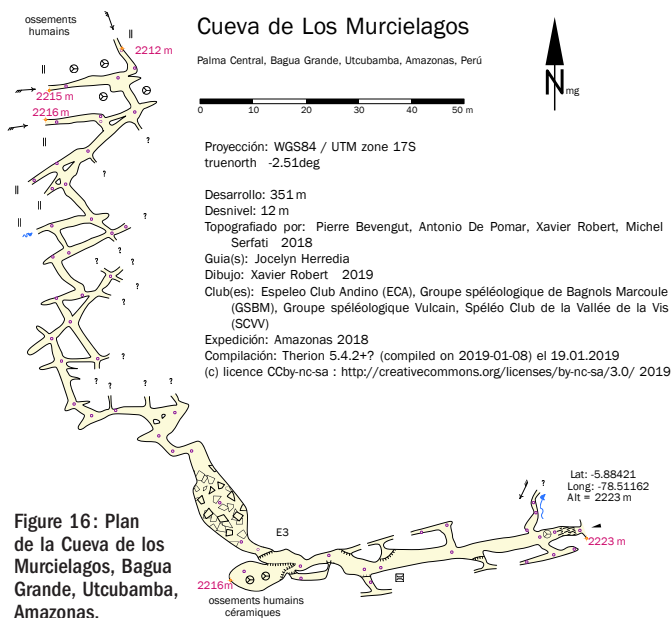 Cueva de Los Murcielagos
Palma Central, Bagua Grande, Utcubamba, Amazonas, Perú
0 10 20 30 40 50 m
N mg
Proyección: WGS84 / UTM zone 17S
truenorth -2.51deg
Desarrollo: 351 m
Desnivel: 12 m
Topografiado por: Pierre Bevengut, Antonio De Pomar, Xavier Robert, Michel
Serfati 2018
Guia(s): Jocelyn Herredia
Dibujo: Xavier Robert 2019
Club(es): Espeleo Club Andino (ECA), Groupe spéléologique de Bagnols Marcoule
(GSBM), Groupe spéléologique Vulcain, Spéléo Club de la Vallée de la Vis
(SCVV)
Expedición: Amazonas 2018
Compilación: Therion 5.4.2+? (compiled on 2019-01-08) el 19.01.2019
(c) licence CCby-nc-sa : http://creativecommons.org/licenses/by-nc-sa/3.0/ 2019
ossements
humains
2212 m
2215 m
2216 m
?
?
?
?
?
?
?
?
? ? ?
?
Lat: -5.88421
Long: -78.51162
Alt = 2223 m
2223 m
E3
2216m
ossements humains
céramiques
Figure 16: Plan
de la Cueva de los
Murcielagos, Bagua
Grande, Utcubamba,
Amazonas.